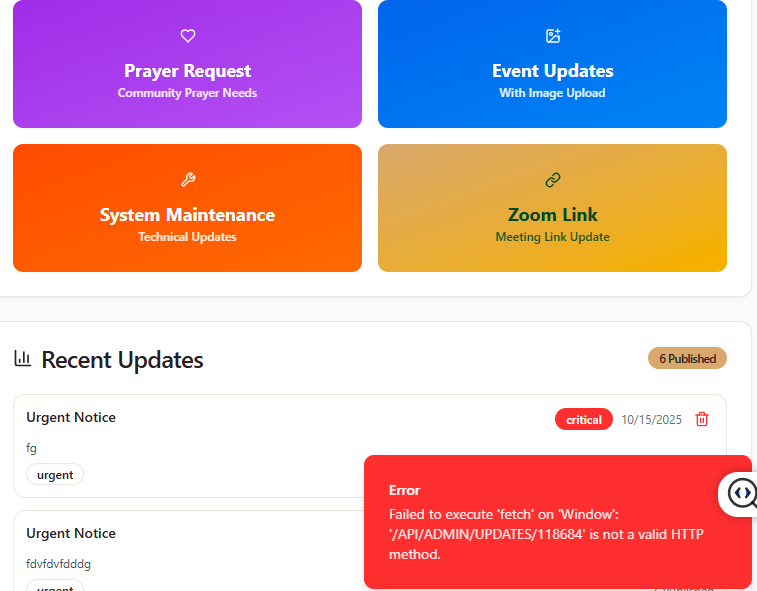 Prayer Request
Community Prayer Needs
Event Updates
With Image Upload
System Maintenance
Technical Updates
Zoom Link
Meeting Link Update
Recent Updates
6 Published
Urgent Notice
critical
10/15/2025
fg
urgent
Error
Failed to execute 'fetch' on 'Window':
'/API/ADMIN/UPDATES/118684' is not a valid HTTP
method.
Urgent Notice
fdvfdvfdddg
urgent